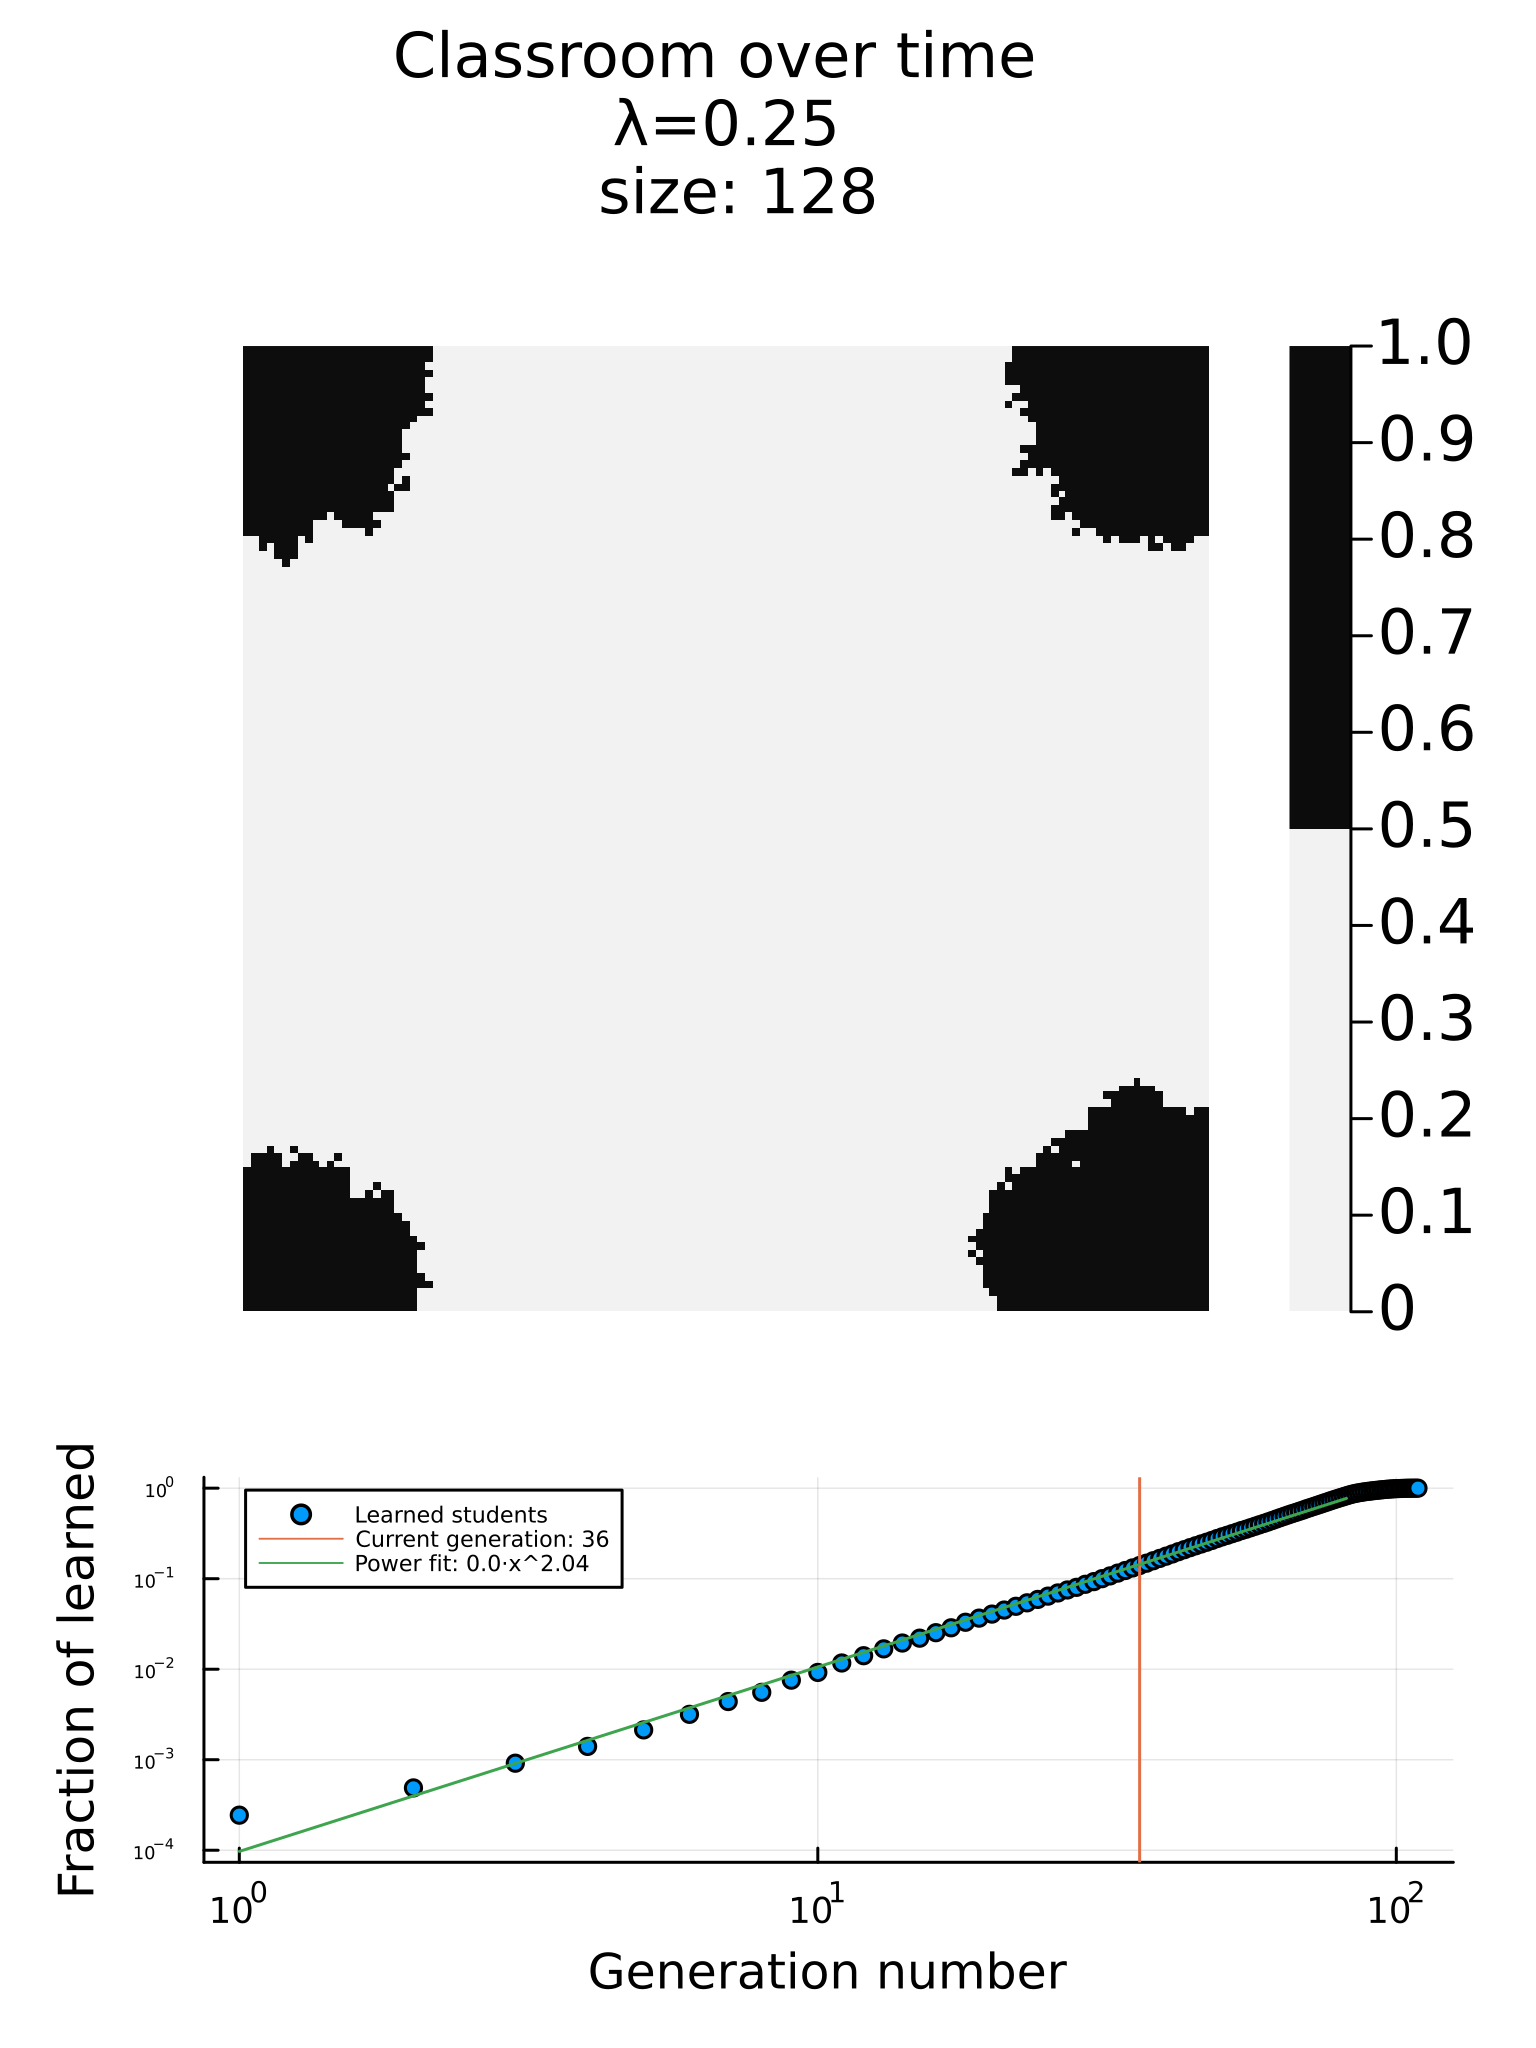 Classroom over time
λ=0.25
size: 128
1.0
0.9
0.8
0.7
0.6
0.5
0.4
0.3
0.2
0.1
0
Fraction of learned
10^0
10^-1
10^-2
10^-3
10^-4
Learned students
Current generation: 36
Power fit: 0.0·x^2.04
10^0 10^1 10^2
Generation number